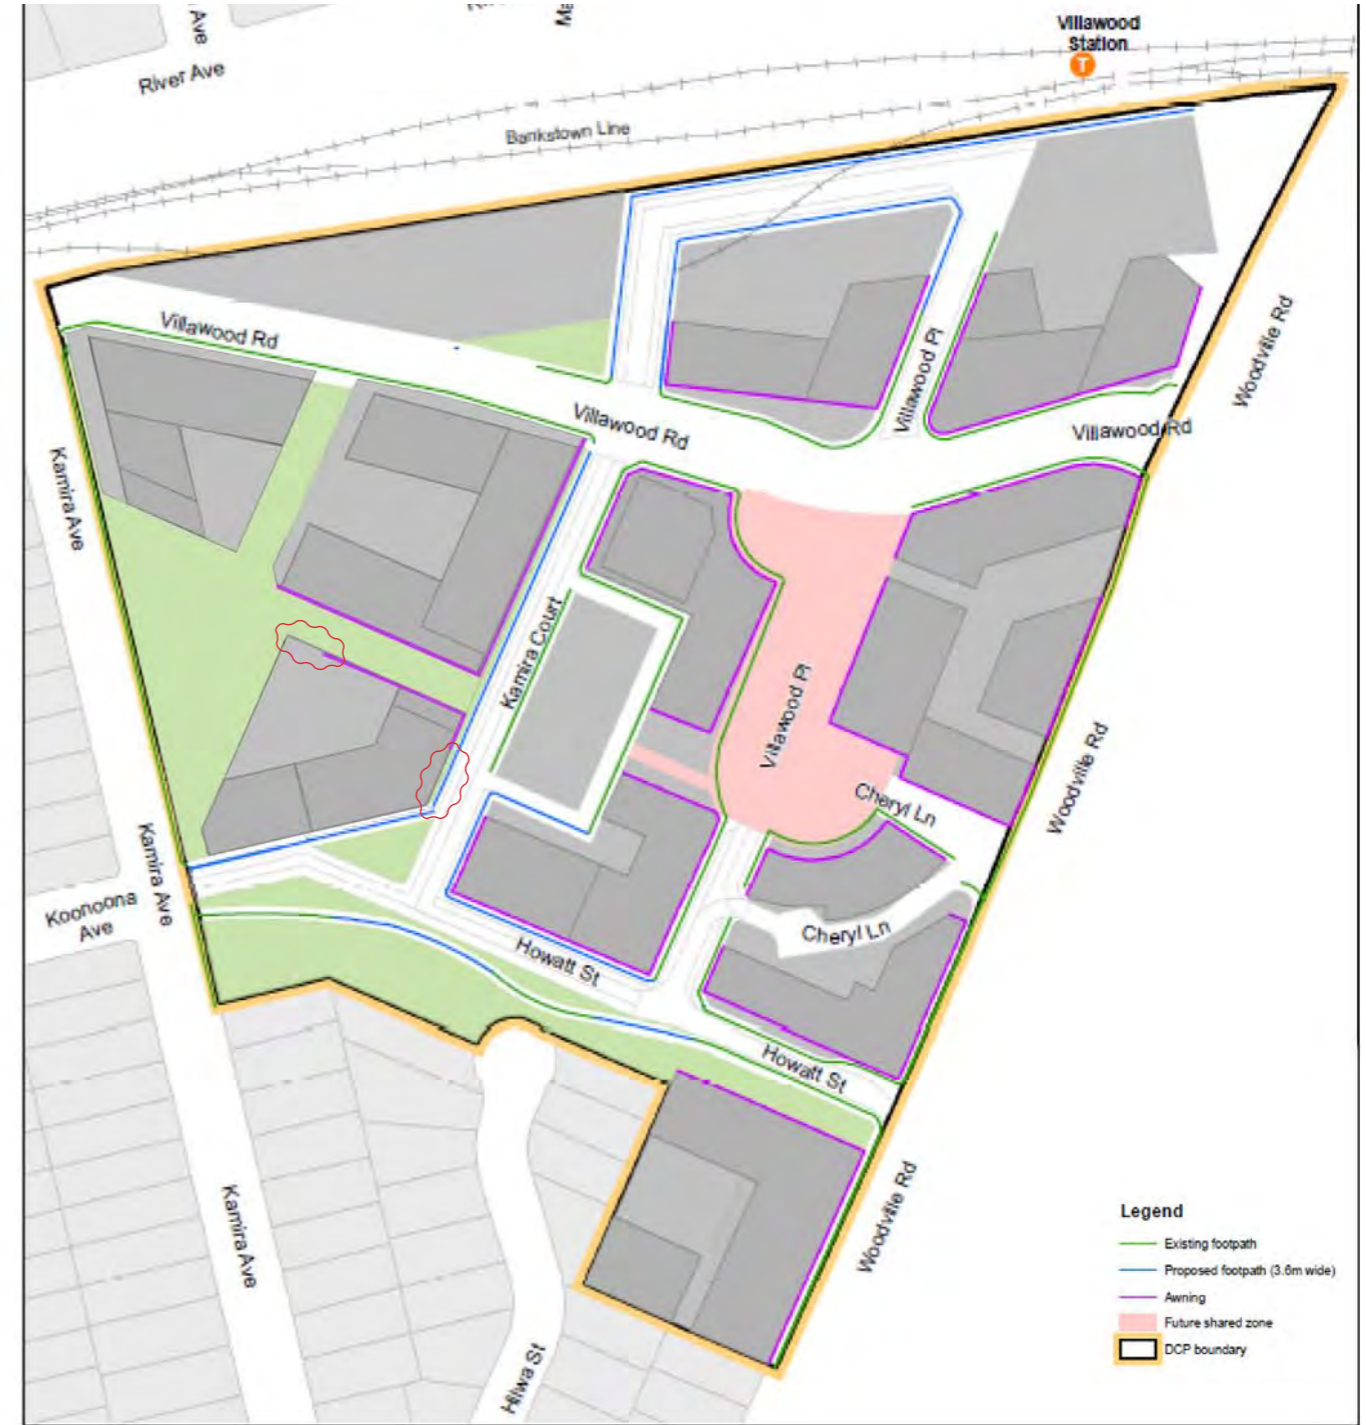 Villawood
Station
T
Ave
River Ave
Bankstown Line
Villawood Rd
Villawood Rd
Villawood Pl
Villawood Rd
Woodville Rd
Kamira Ave
Kamira Court
Villawood Pl
Cheryl Ln
Woodville Rd
Kamira Ave
Koonoona
Ave
Cheryl Ln
Howatt St
Howatt St
Kamira Ave
Woodville Rd
Hilwa St
Legend
Existing footpath
Proposed footpath (3.6m wide)
Awning
Future shared zone
DCP boundary